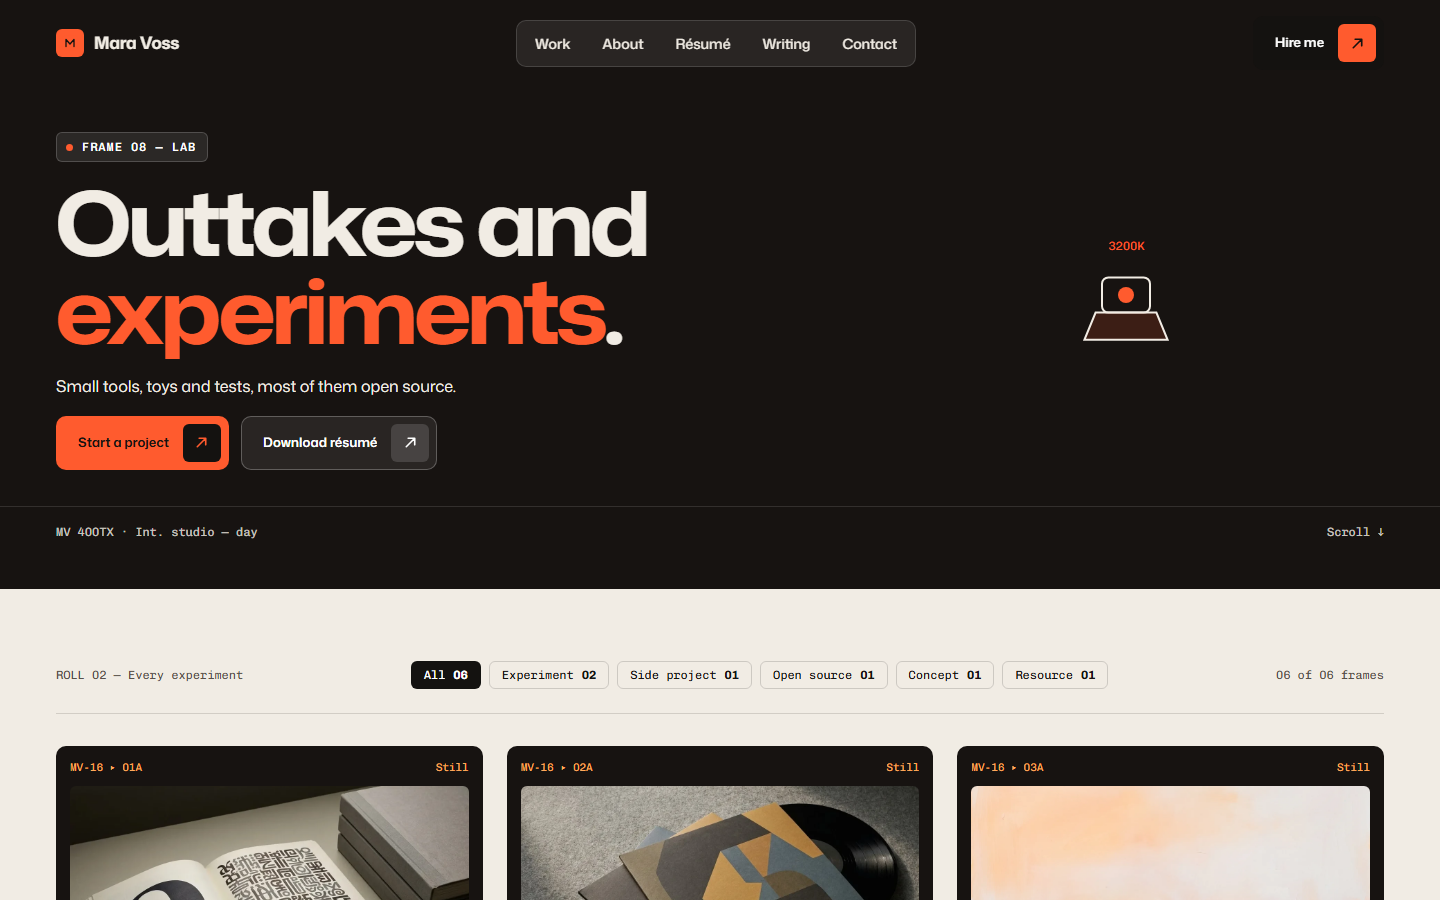 M Mara Voss
Work About Résumé Writing Contact
Hire me
FRAME 08 — LAB
Outtakes and
experiments.
3200K
Small tools, toys and tests, most of them open source.
Start a project
Download résumé
MV 400TX · Int. studio — day
Scroll ↓
ROLL 02 — Every experiment
All 06
Experiment 02
Side project 01
Open source 01
Concept 01
Resource 01
06 of 06 frames
MV-16 ▸ 01A Still
MV-16 ▸ 02A Still
MV-16 ▸ 03A Still